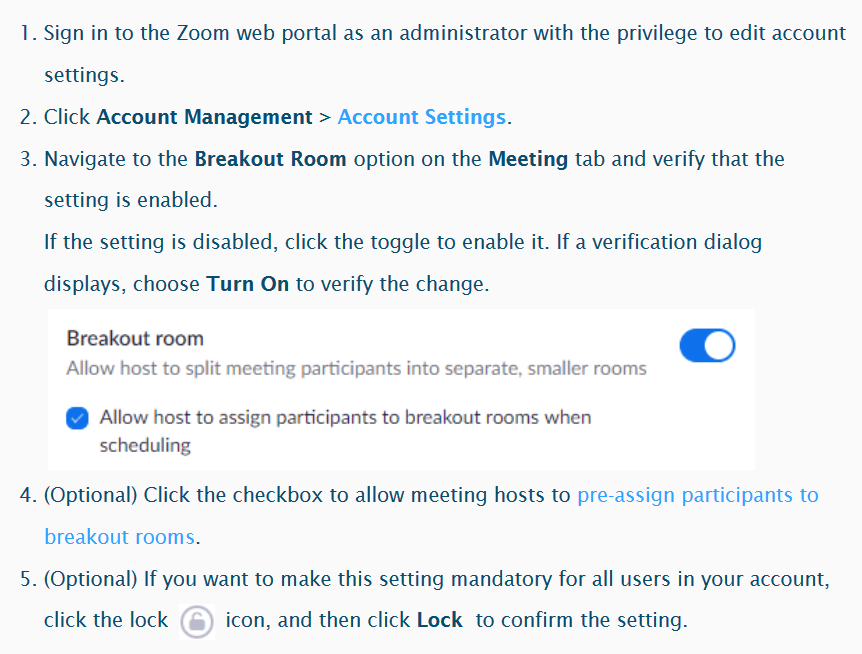 1. Sign in to the Zoom web portal as an administrator with the privilege to edit account
settings.
2. Click Account Management > Account Settings.
3. Navigate to the Breakout Room option on the Meeting tab and verify that the
setting is enabled.
If the setting is disabled, click the toggle to enable it. If a verification dialog
displays, choose Turn On to verify the change.
Breakout room
Allow host to split meeting participants into separate, smaller rooms
Allow host to assign participants to breakout rooms when
scheduling
4. (Optional) Click the checkbox to allow meeting hosts to pre-assign participants to
breakout rooms.
5. (Optional) If you want to make this setting mandatory for all users in your account,
click the lock icon, and then click Lock to confirm the setting.